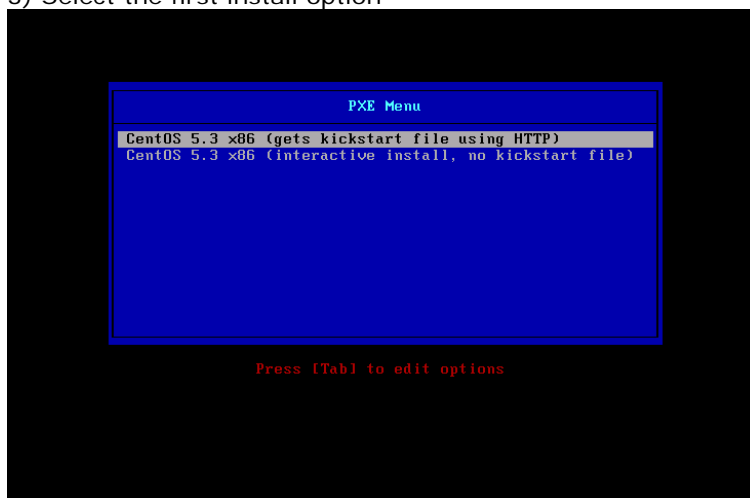 3) Select the first install option
PXE Menu
CentOS 5.3 x86 (gets kickstart file using HTTP)
CentOS 5.3 x86 (interactive install, no kickstart file)
Press [Tab] to edit options